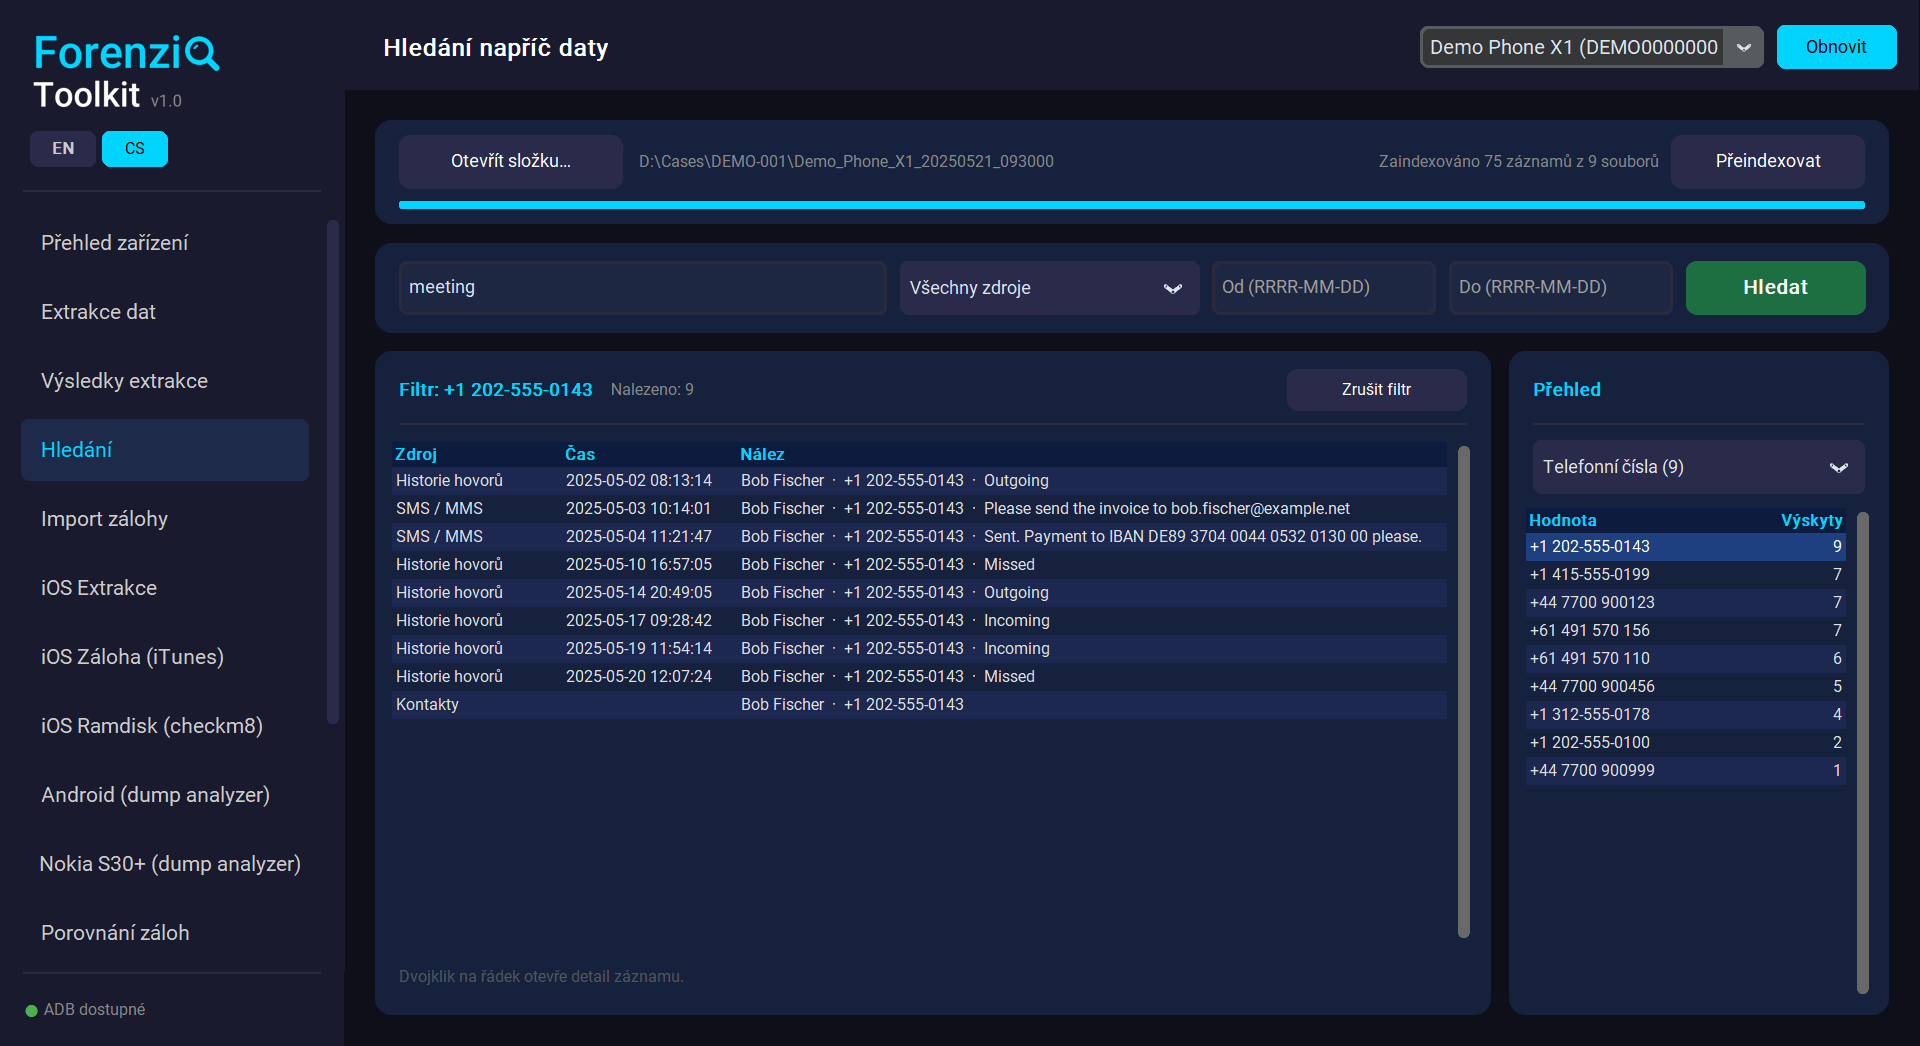 Forenzi
Toolkit v1.0
EN CS
Přehled zařízení
Extrakce dat
Výsledky extrakce
Hledání
Import zálohy
iOS Extrakce
iOS Záloha (iTunes)
iOS Ramdisk (checkm8)
Android (dump analyzer)
Nokia S30+ (dump analyzer)
Porovnání záloh
ADB dostupné
Hledání napříč daty
Demo Phone X1 (DEMO0000000
Obnovit
Otevřít složku...
D:\Cases\DEMO-001\Demo_Phone_X1_20250521_093000
Zaindexováno 75 záznamů z 9 souborů
Přeindexovat
meeting
Všechny zdroje
Od (RRRR-MM-DD)
Do (RRRR-MM-DD)
Hledat
Filtr: +1 202-555-0143 Nalezeno: 9
Zrušit filtr
Zdroj Čas Nález
Historie hovorů 2025-05-02 08:13:14 Bob Fischer · +1 202-555-0143 · Outgoing
SMS / MMS 2025-05-03 10:14:01 Bob Fischer · +1 202-555-0143 · Please send the invoice to bob.fischer@example.net
SMS / MMS 2025-05-04 11:21:47 Bob Fischer · +1 202-555-0143 · Sent. Payment to IBAN DE89 3704 0044 0532 0130 00 please.
Historie hovorů 2025-05-10 16:57:05 Bob Fischer · +1 202-555-0143 · Missed
Historie hovorů 2025-05-14 20:49:05 Bob Fischer · +1 202-555-0143 · Outgoing
Historie hovorů 2025-05-17 09:28:42 Bob Fischer · +1 202-555-0143 · Incoming
Historie hovorů 2025-05-19 11:54:14 Bob Fischer · +1 202-555-0143 · Incoming
Historie hovorů 2025-05-20 12:07:24 Bob Fischer · +1 202-555-0143 · Missed
Kontakty Bob Fischer · +1 202-555-0143
Dvojklik na řádek otevře detail záznamu.
Přehled
Telefonní čísla (9)
Hodnota Výskyty
+1 202-555-0143 9
+1 415-555-0199 7
+44 7700 900123 7
+61 491 570 156 7
+61 491 570 110 6
+44 7700 900456 5
+1 312-555-0178 4
+1 202-555-0100 2
+44 7700 900999 1